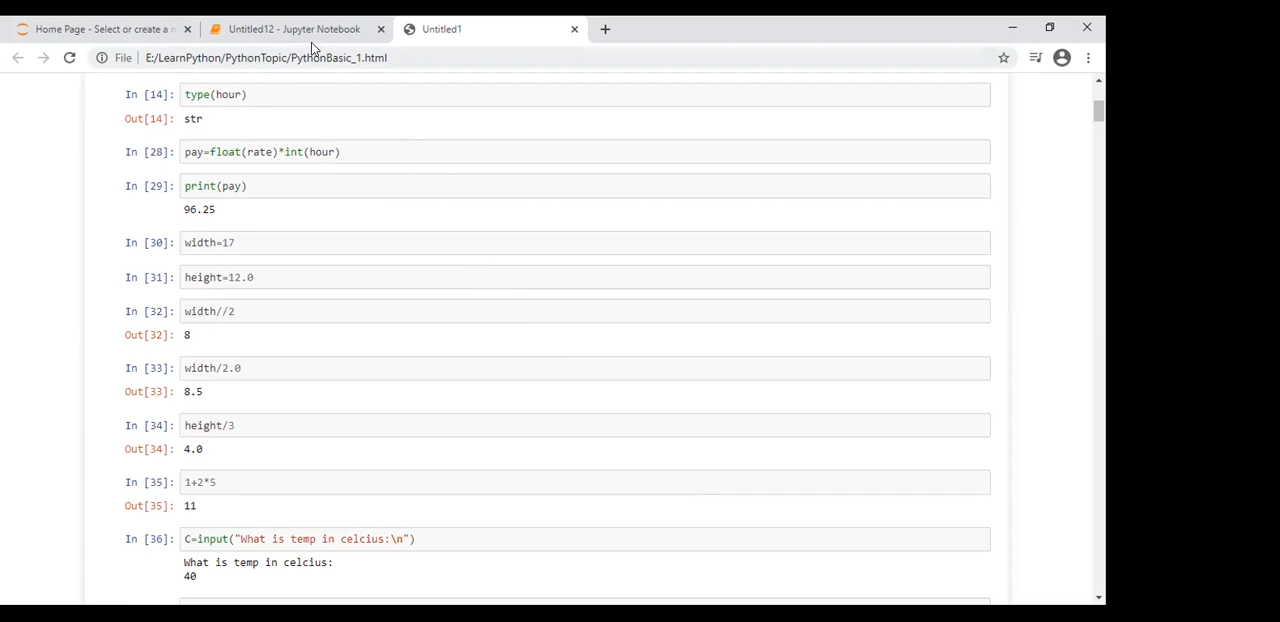 Home Page - Select or create a n
Untitled12 - Jupyter Notebook
Untitled1
File
E:/LearnPython/PythonTopic/PythonBasic_1.html
In [14]: type(hour)
Out[14]: str
In [28]: pay=float(rate)*int(hour)
In [29]: print(pay)
96.25
In [30]: width=17
In [31]: height=12.0
In [32]: width//2
Out[32]: 8
In [33]: width/2.0
Out[33]: 8.5
In [34]: height/3
Out[34]: 4.0
In [35]: 1+2*5
Out[35]: 11
In [36]: C=input("What is temp in celcius:\n")
What is temp in celcius:
40